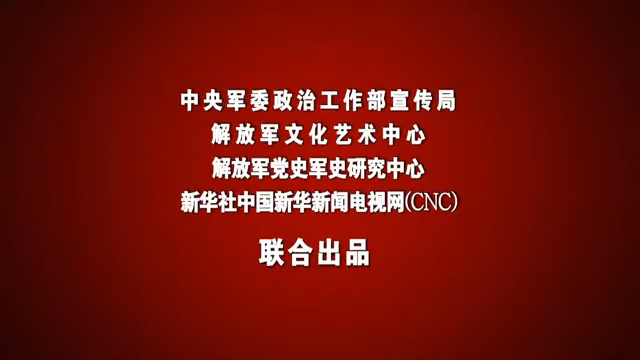 中央军委政治工作部宣传局
解放军文化艺术中心
解放军党史军史研究中心
新华社中国新华新闻电视网(CNC)
联合出品